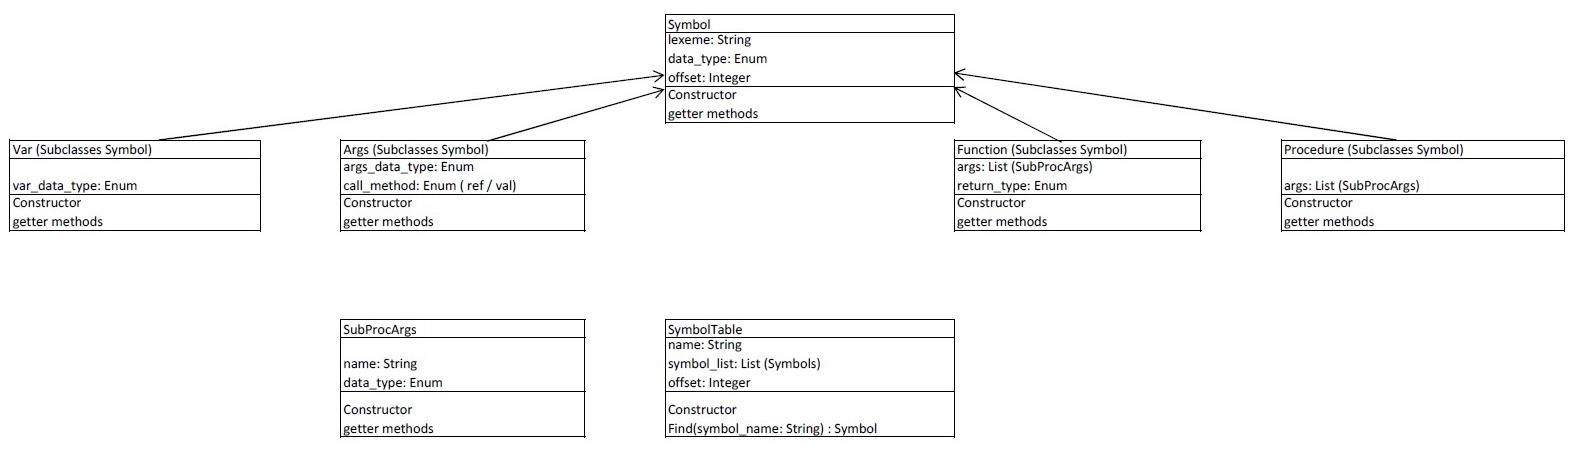 Symbol
lexeme: String
data_type: Enum
offset: Integer
Constructor
getter methods
Var (Subclasses Symbol)
var_data_type: Enum
Constructor
getter methods
Args (Subclasses Symbol)
args_data_type: Enum
call_method: Enum ( ref / val)
Constructor
getter methods
Function (Subclasses Symbol)
args: List (SubProcArgs)
return_type: Enum
Constructor
getter methods
Procedure (Subclasses Symbol)
args: List (SubProcArgs)
Constructor
getter methods
SubProcArgs
name: String
data_type: Enum
Constructor
getter methods
SymbolTable
name: String
symbol_list: List (Symbols)
offset: Integer
Constructor
Find(symbol_name: String) : Symbol